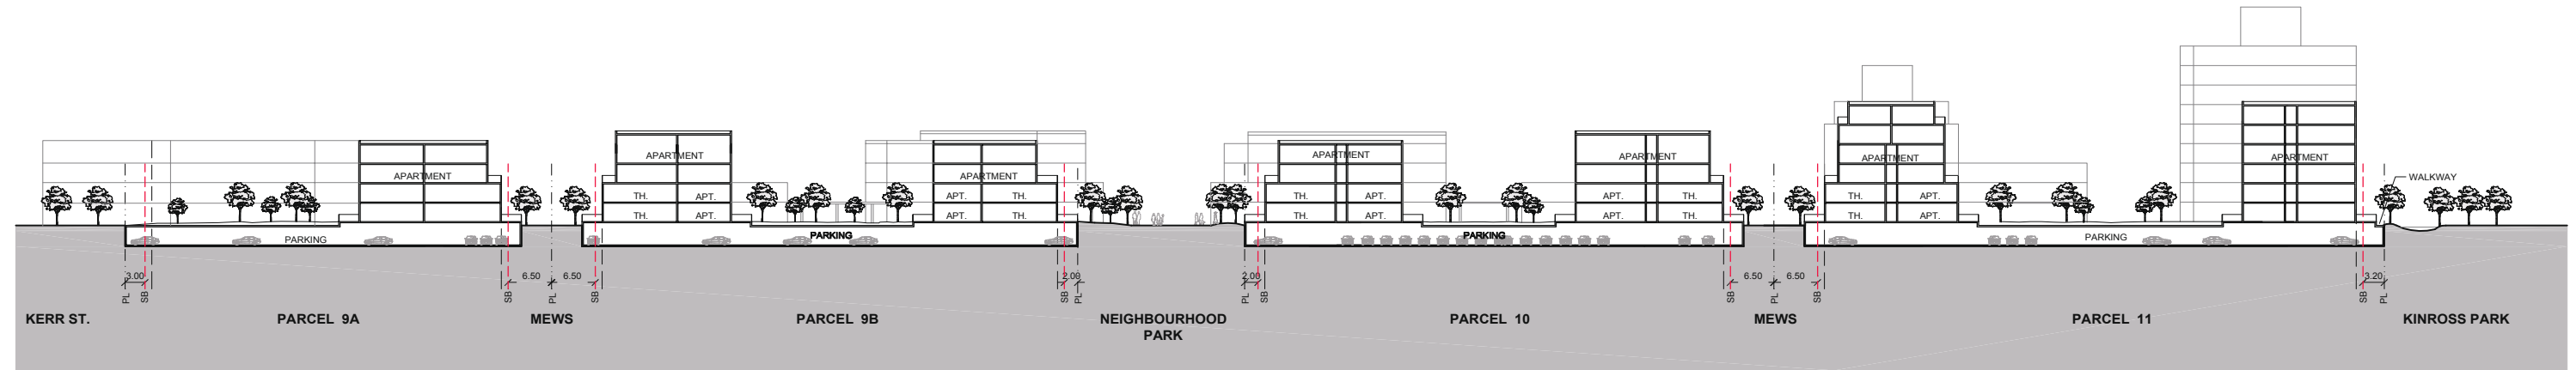 APARTMENT
APARTMENT
TH. APT.
TH. APT.
APARTMENT
APT. TH.
APT. TH.
APARTMENT
TH. APT.
TH. APT.
APARTMENT
APT. TH.
APT. TH.
APARTMENT
TH. APT.
TH. APT.
APARTMENT
WALKWAY
PARKING
PARKING
PARKING
PARKING
3.00
6.50 6.50
2.00
2.00
6.50 6.50
3.20
PL SB
SB PL SB
SB PL
PL SB
SB PL SB
SB PL
KERR ST.
PARCEL 9A
MEWS
PARCEL 9B
NEIGHBOURHOOD
PARK
PARCEL 10
MEWS
PARCEL 11
KINROSS PARK